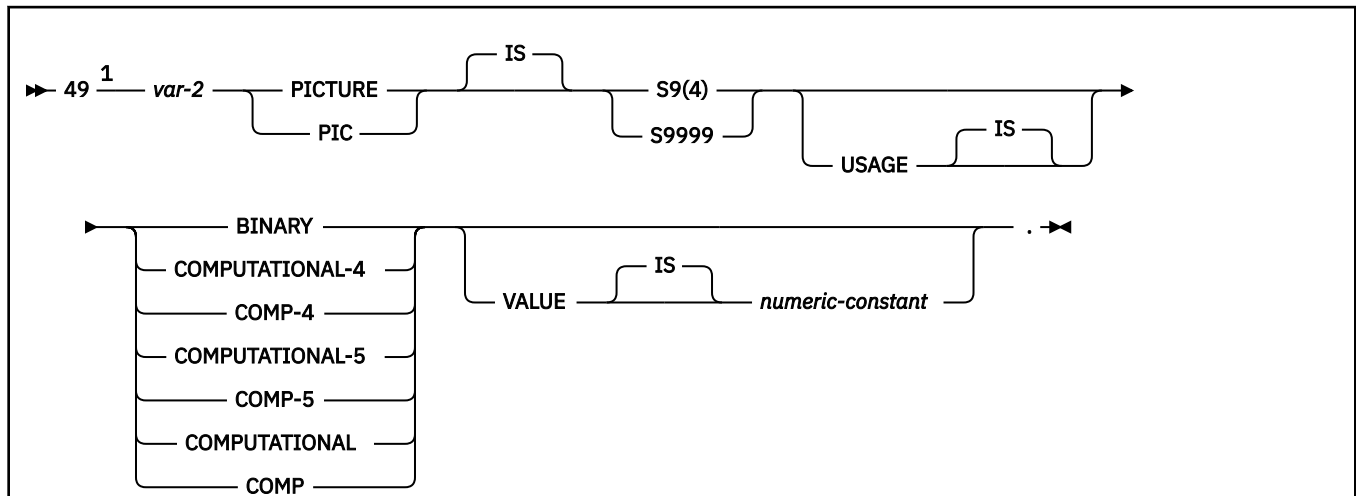 IS
49 1 var-2 PICTURE S9(4)
PIC S9999 IS
USAGE
BINARY .
COMPUTATIONAL-4 IS
COMP-4 VALUE numeric-constant
COMPUTATIONAL-5
COMP-5
COMPUTATIONAL
COMP